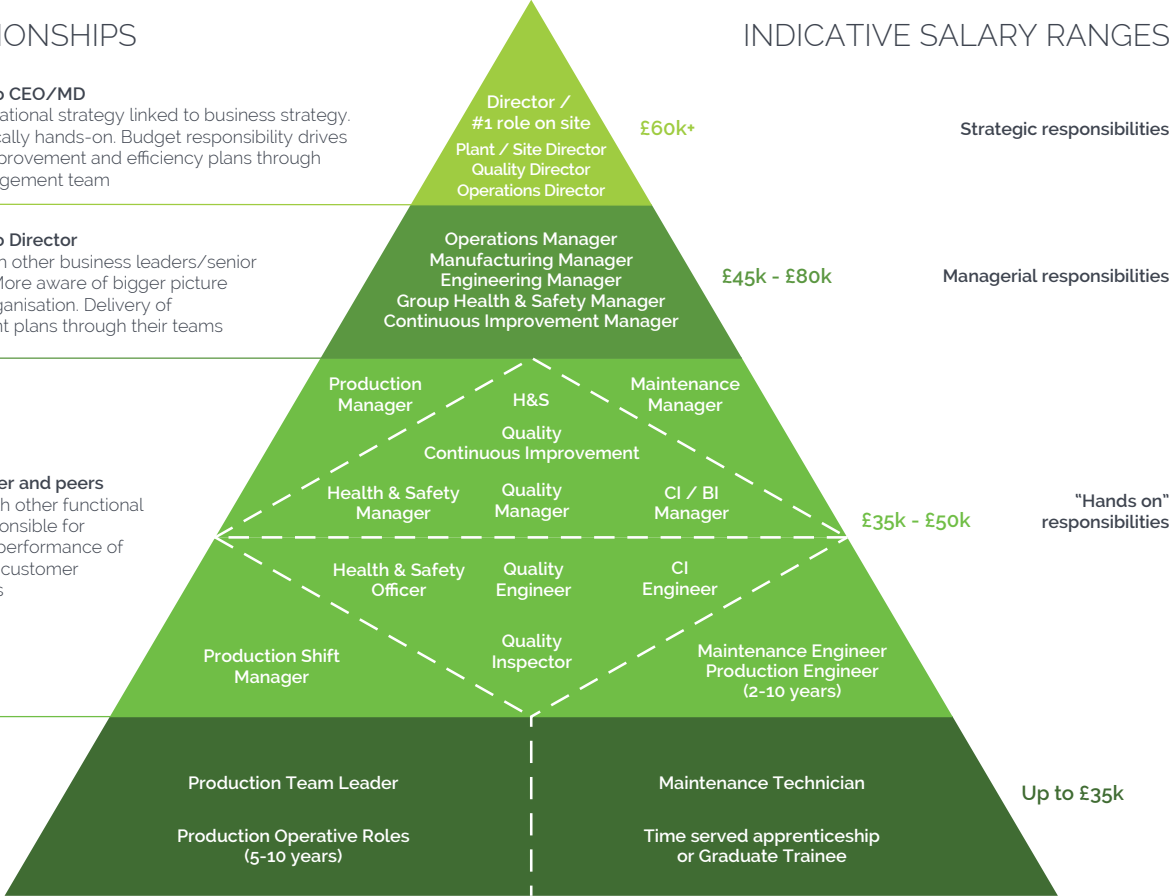 IONSHIPS
INDICATIVE SALARY RANGES
o CEO/MD
ational strategy linked to business strategy.
cally hands-on. Budget responsibility drives
provement and efficiency plans through
gement team
Director /
#1 role on site
Plant / Site Director
Quality Director
Operations Director
£60k+
Strategic responsibilities
o Director
h other business leaders/senior
More aware of bigger picture
ganisation. Delivery of
nt plans through their teams
Operations Manager
Manufacturing Manager
Engineering Manager
Group Health & Safety Manager
Continuous Improvement Manager
£45k - £80k
Managerial responsibilities
Production
Manager
H&S
Maintenance
Manager
Quality
Continuous Improvement
Health & Safety
Manager
Quality
Manager
CI / BI
Manager
er and peers
th other functional
onsible for
performance of
customer
s
£35k - £50k
"Hands on"
responsibilities
Health & Safety
Officer
Quality
Engineer
CI
Engineer
Production Shift
Manager
Quality
Inspector
Maintenance Engineer
Production Engineer
(2-10 years)
Production Team Leader
Maintenance Technician
Up to £35k
Production Operative Roles
(5-10 years)
Time served apprenticeship
or Graduate Trainee